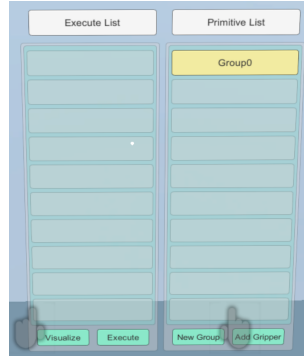 Execute List
Primitive List
Group0
Visualize
Execute
New Group
Add Gripper